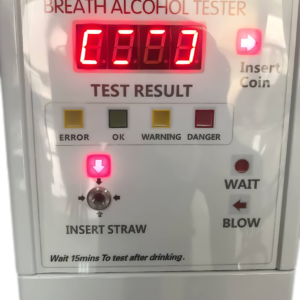 BREATH ALCOHOL TESTER
Insert
Coin
TEST RESULT
ERROR
OK
WARNING
DANGER
WAIT
BLOW
INSERT STRAW
Wait 15mins To test after drinking.